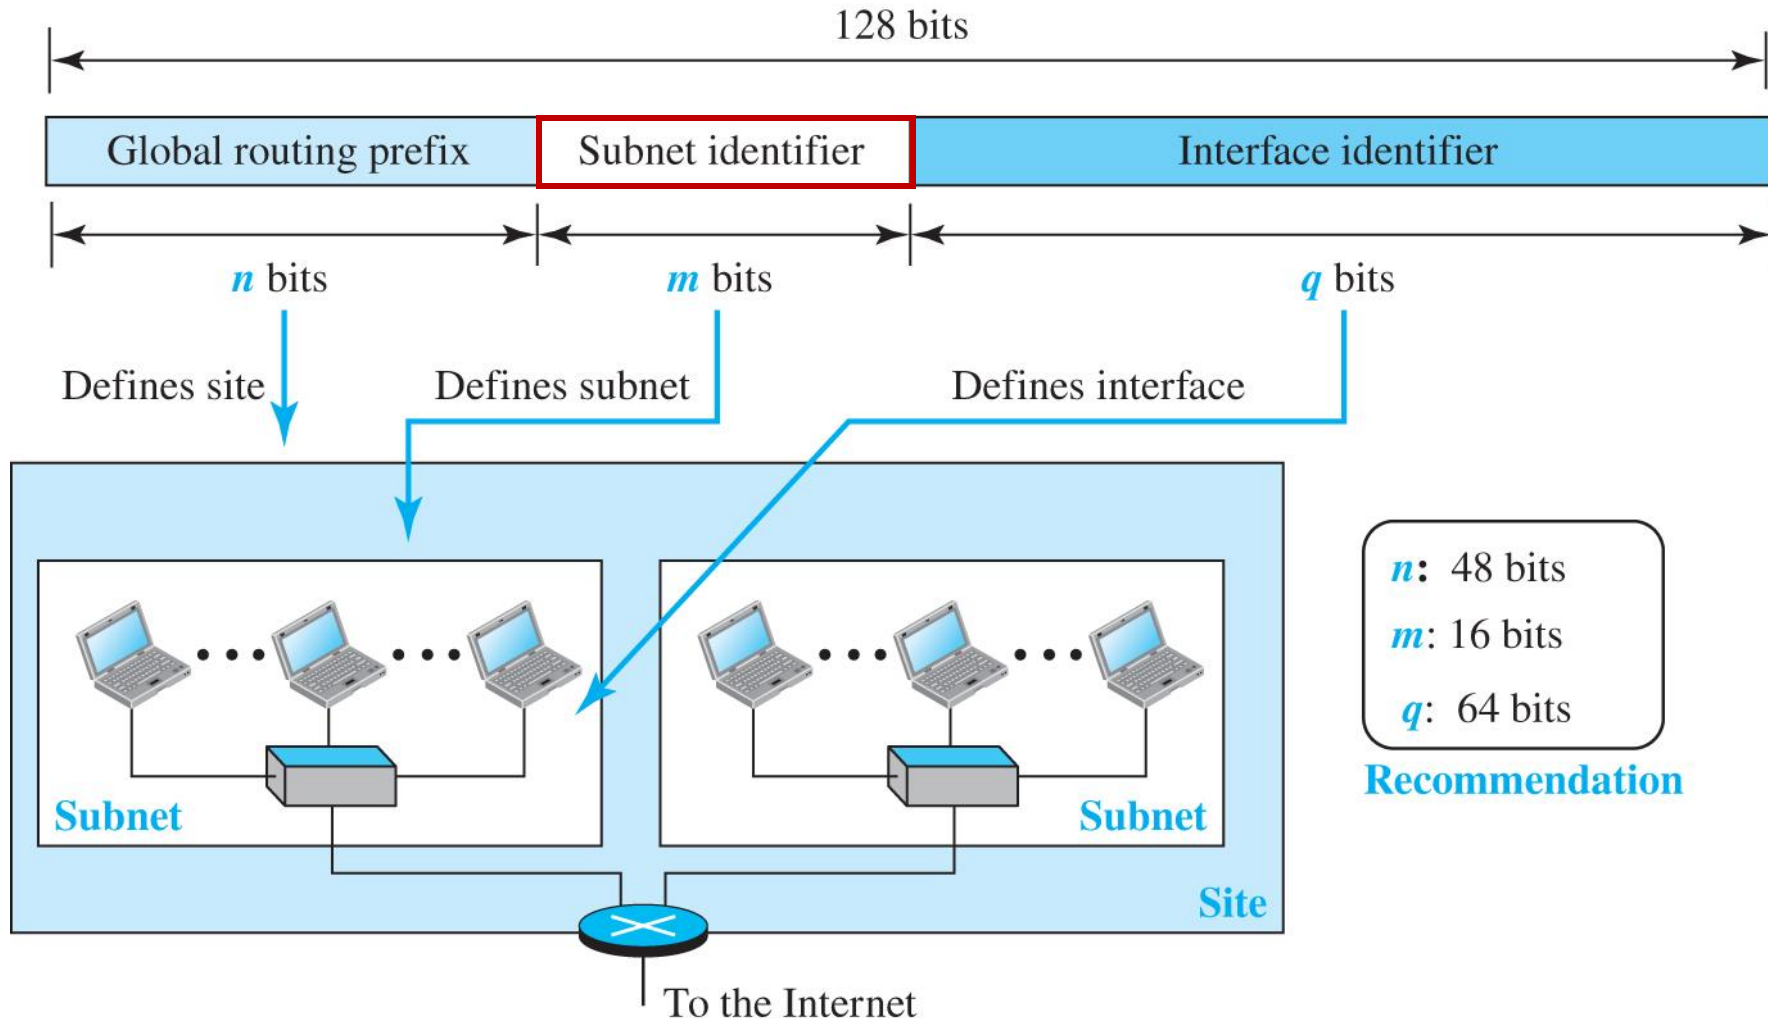 128 bits
Global routing prefix
Subnet identifier
Interface identifier
n bits
m bits
q bits
Defines site
Defines subnet
Defines interface
n: 48 bits
m: 16 bits
q: 64 bits
Recommendation
Subnet
Subnet
Site
To the Internet